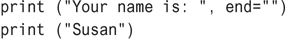 print ("Your name is: ", end="")
print ("Susan")